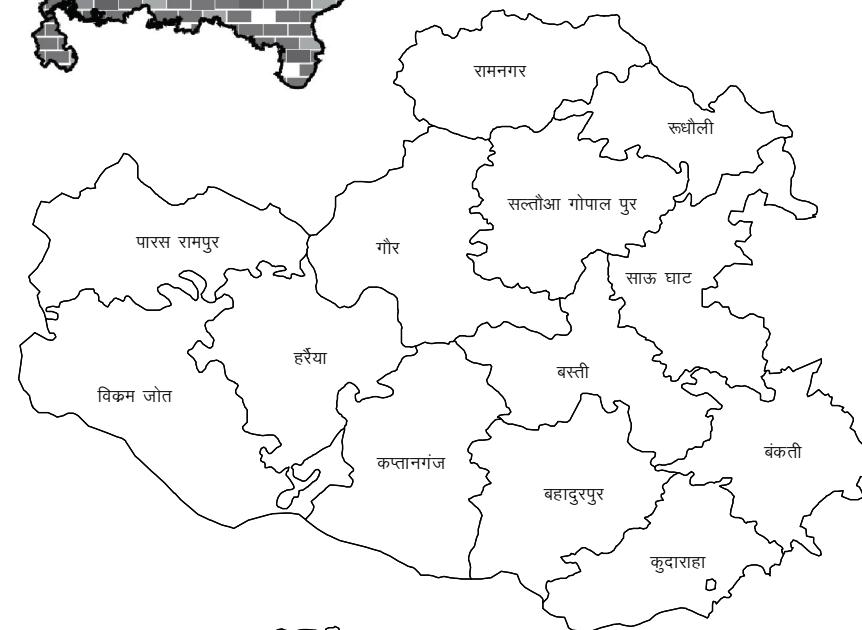 रामनगर
रूधौली
सल्तौआ गोपाल पुर
पारस रामपुर
गौर
साऊ घाट
हर्रैया
बस्ती
विक्रम जोत
बंकती
कप्तानगंज
बहादुरपुर
कुदाराहा